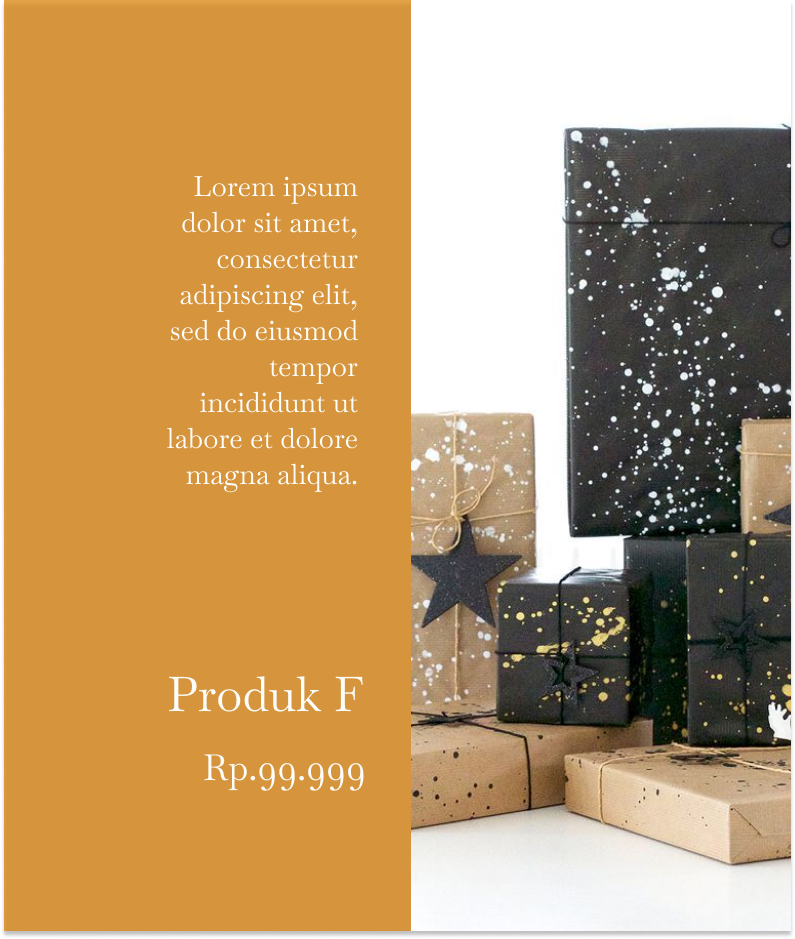 Lorem ipsum
dolor sit amet,
consectetur
adipiscing elit,
sed do eiusmod
tempor
incididunt ut
labore et dolore
magna aliqua.
Produk F
Rp.99.999